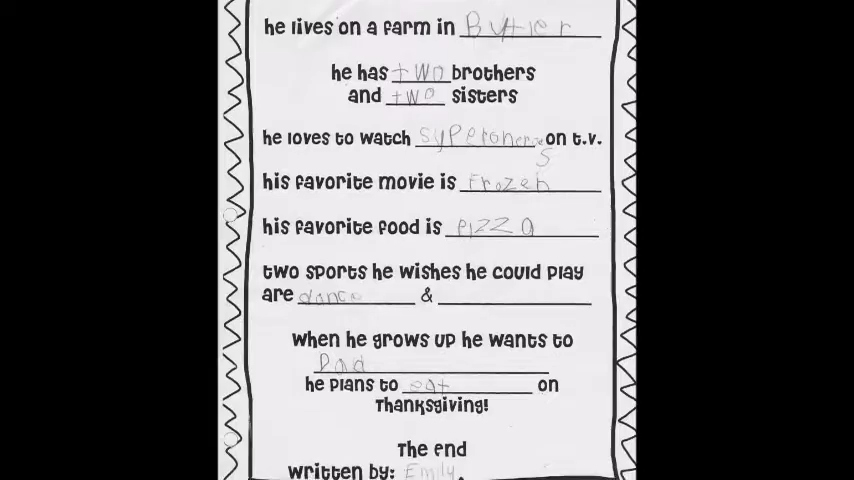 he lives on a farm in Butler
he has two brothers
and two sisters
he loves to watch syperoheroe on t.v.
s
his favorite movie is Frozen
his favorite food is pizza
two sports he wishes he could play
are dance &
when he grows up he wants to
Dad
he plans to eat on
Thanksgiving!
The end
written by: Emily.